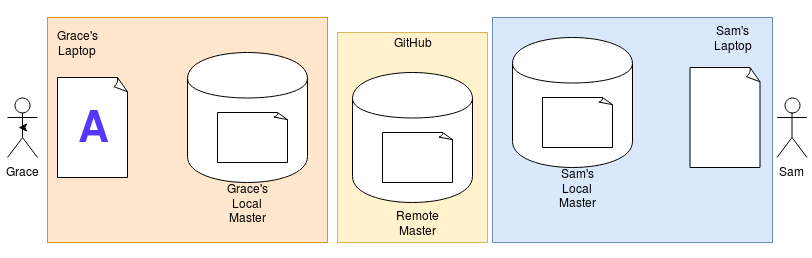 Grace's
Laptop
A
Grace
Grace's
Local
Master
GitHub
Remote
Master
Sam's
Local
Master
Sam's
Laptop
Sam